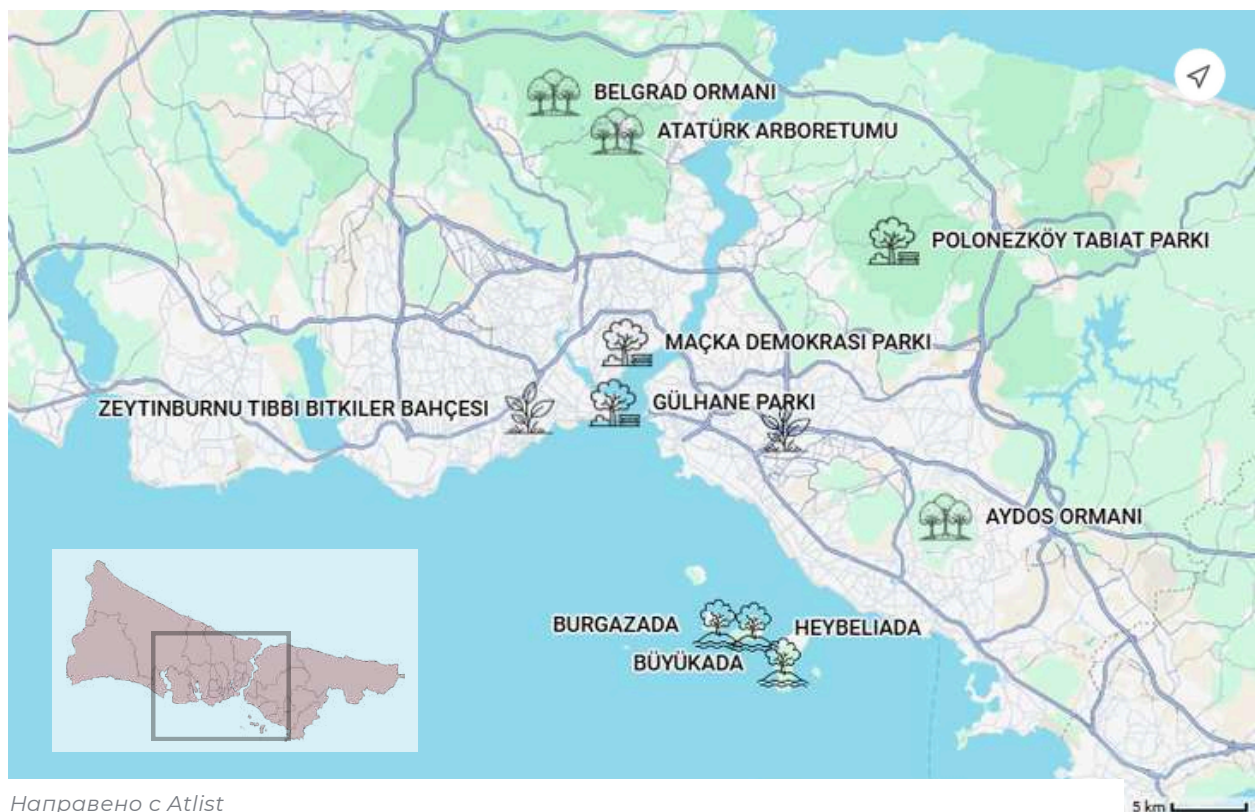 BELGRAD ORMANI
ATATÜRK ARBORETUMU
POLONEZKÖY TABIAT PARKI
MAÇKA DEMOKRASI PARKI
ZEYTINBURNU TIBBI BITKILER BAHÇESI
GÜLHANE PARKI
AYDOS ORMANI
BURGAZADA
HEYBELIADA
BÜYÜKADA
Направено с Atlist
5 km